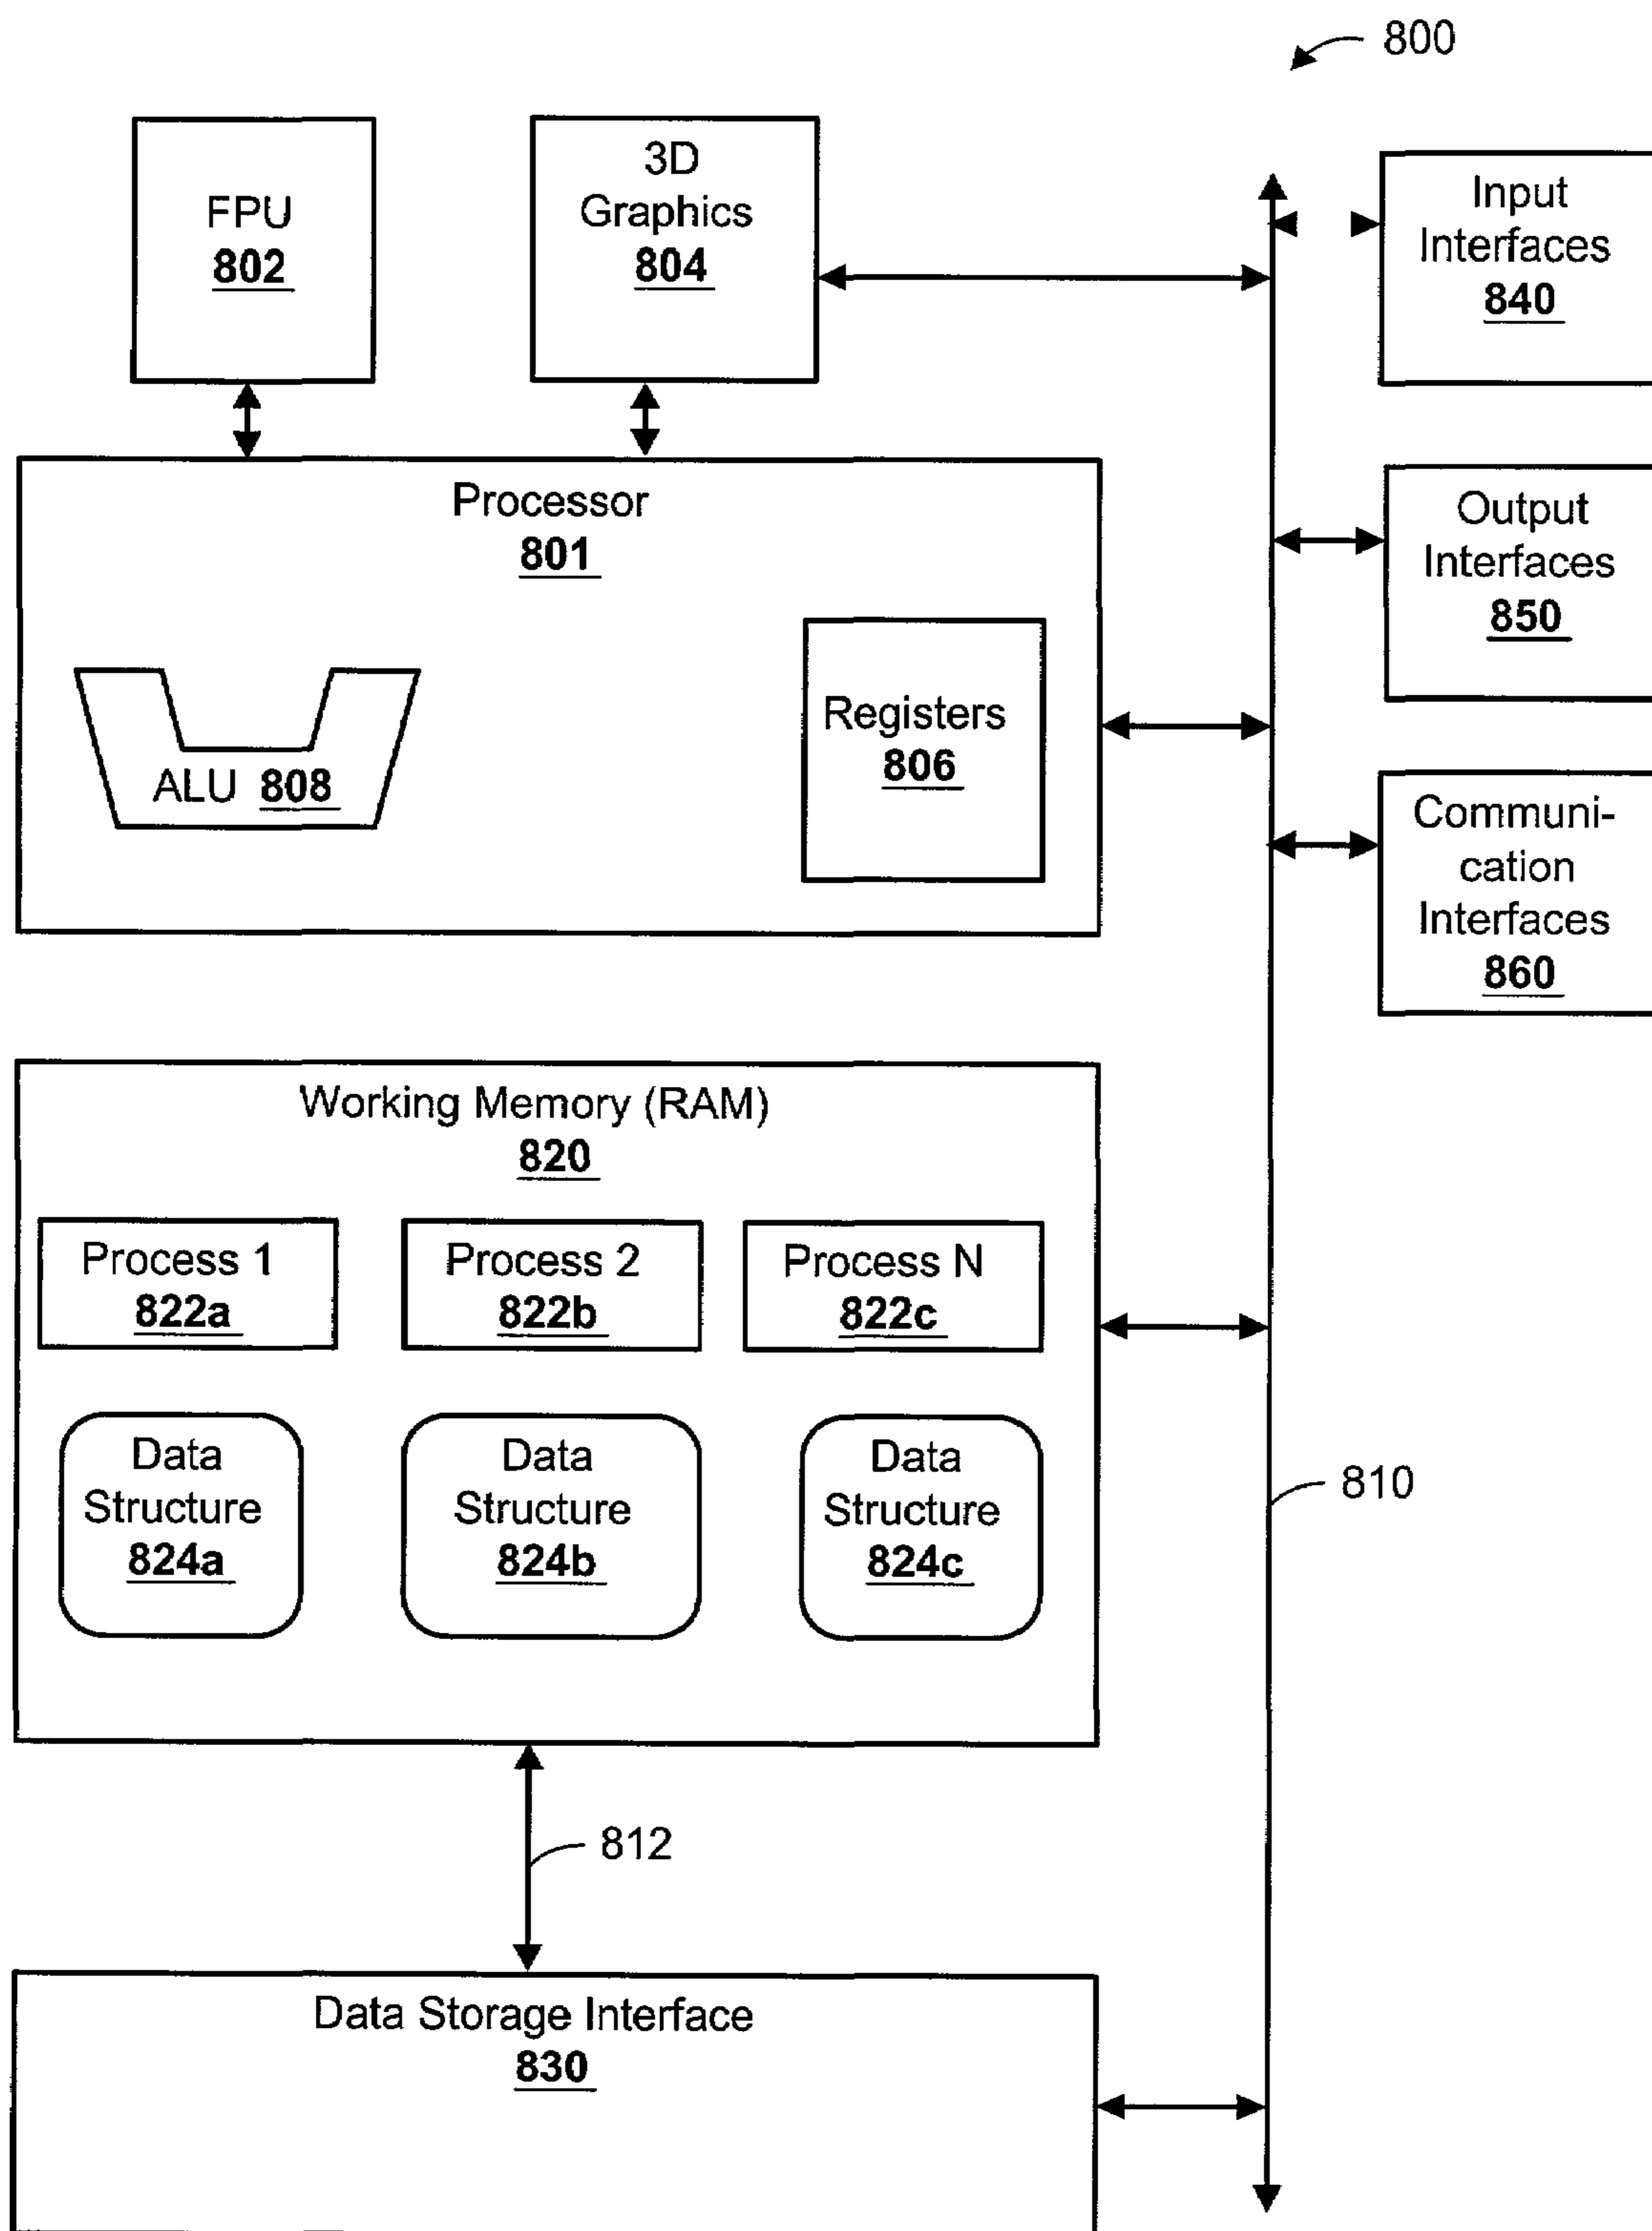 800
FPU
802
3D
Graphics
804
Input
Interfaces
840
Processor
801
ALU 808
Registers
806
Output
Interfaces
850
Communi-
cation
Interfaces
860
Working Memory (RAM)
820
Process 1
822a
Process 2
822b
Process N
822c
Data
Structure
824a
Data
Structure
824b
Data
Structure
824c
810
812
Data Storage Interface
830